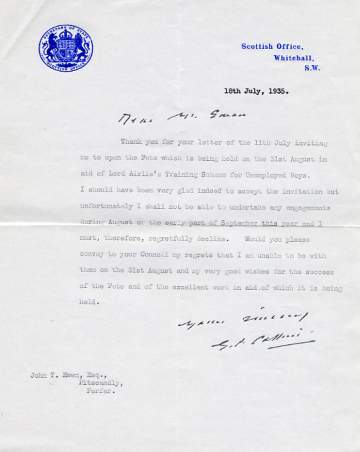 Scottish Office,
Whitehall,
S.W.
18th July, 1935.
Dear Mr. Ewen
Thank you for your letter of the 11th July inviting
me to open the Fete which is being held on the 31st August in
aid of Lord Airlie's Training Scheme for Unemployed Boys.
I should have been very glad indeed to accept the invitation but
unfortunately I shall not be able to undertake any engagements
during August or the early part of September this year and I
must, therefore, regretfully decline. Would you please
convey to your Council my regrets that I am unable to be with
them on the 31st August and my very good wishes for the success
of the Fete and of the excellent work in aid of which it is being
held.
Yours sincerely
John T. Ewen, Esq.,
Pitscandly,
Forfar.